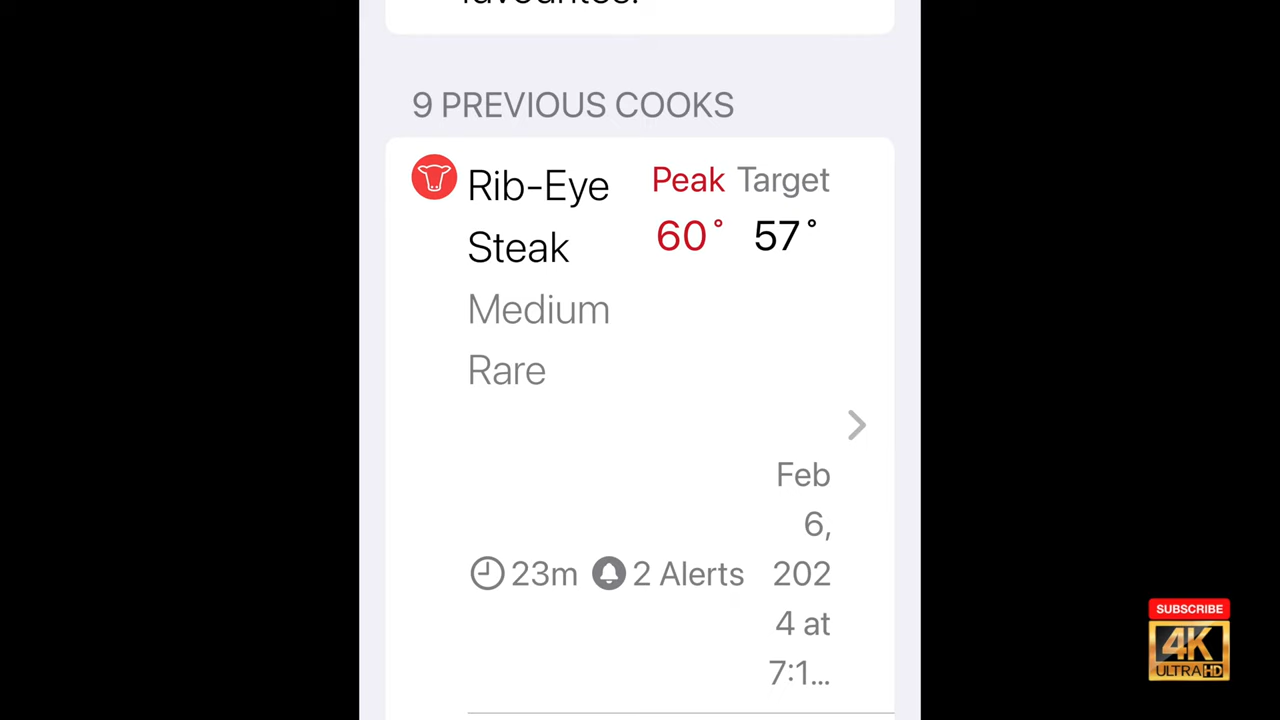 9 PREVIOUS COOKS
Rib-Eye
Steak
Medium
Rare
Peak Target
60° 57°
23m 2 Alerts
Feb
6,
202
4 at
7:1...
SUBSCRIBE
4K
ULTRA HD